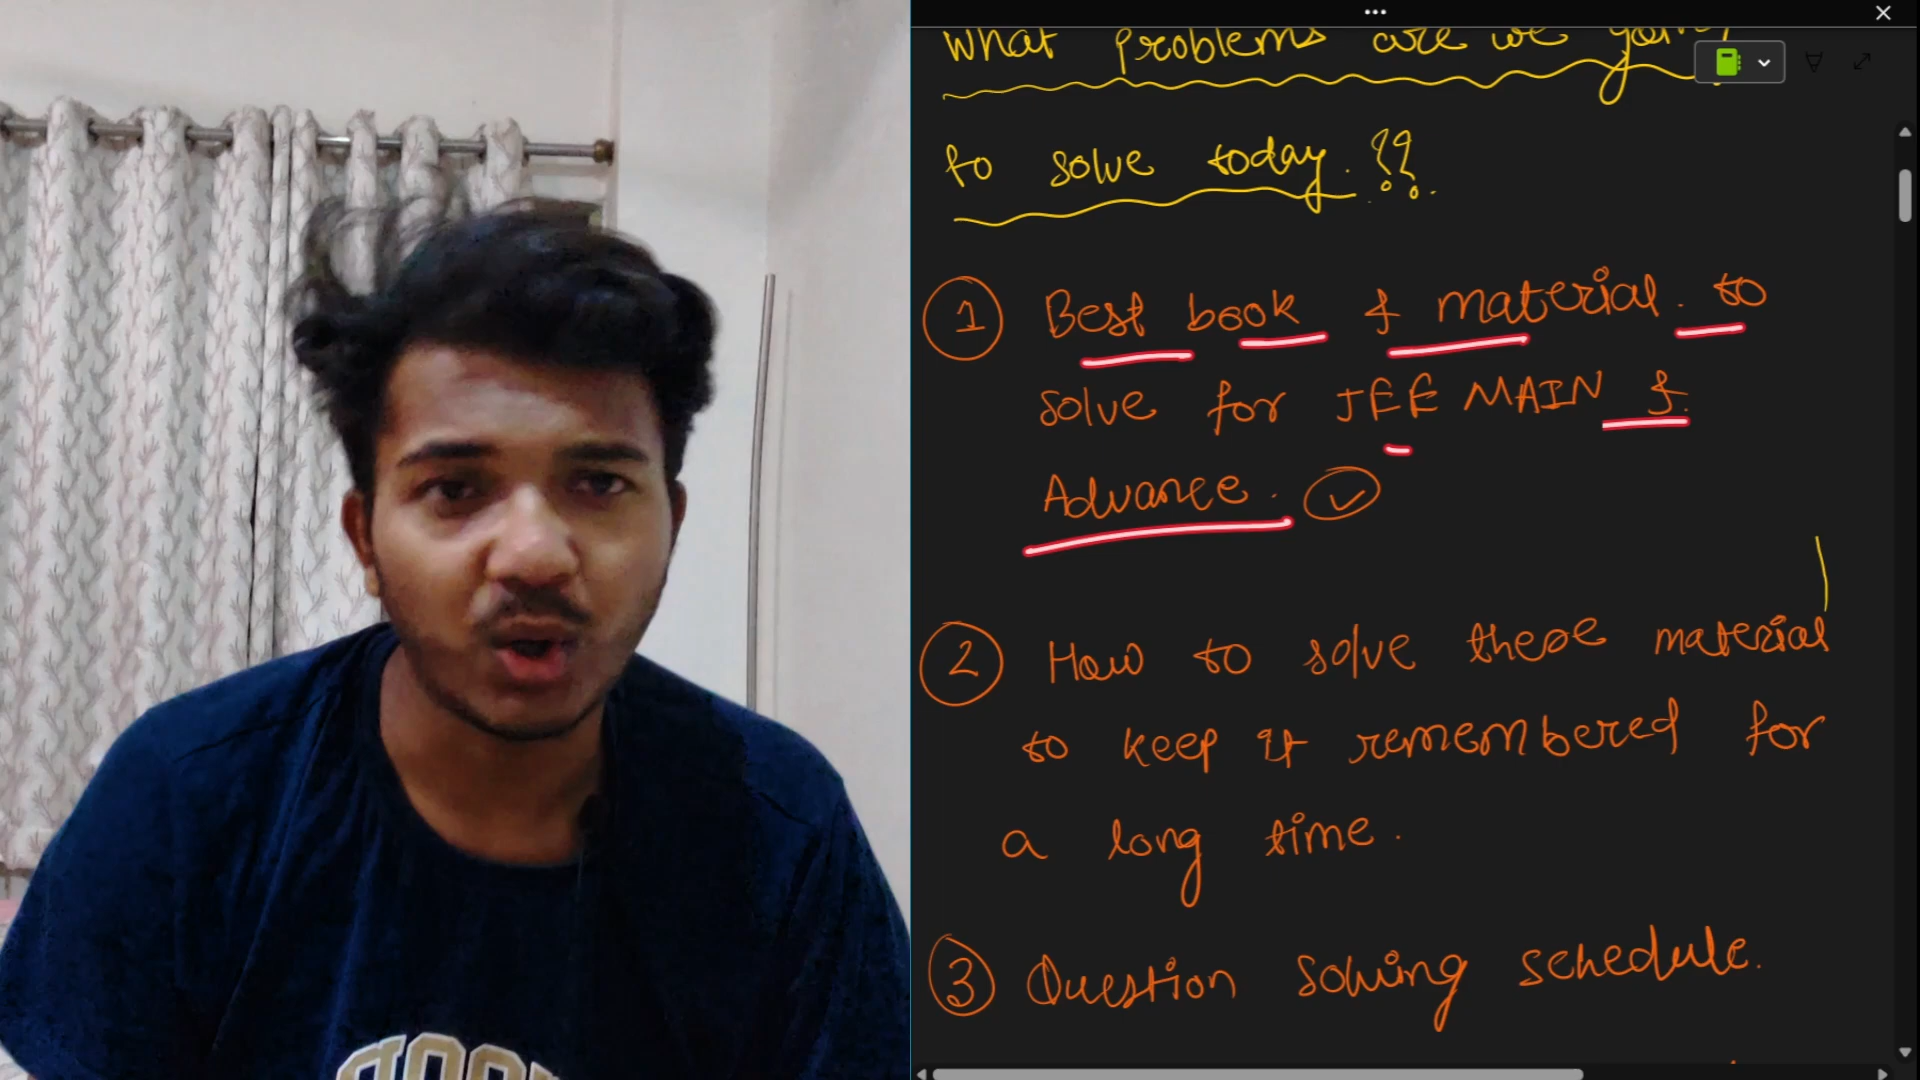 What problems are we going
to solve today.??
1 Best book & material. to
solve for JEE MAIN &
Advance.
2 How to solve these material
to keep it remembered for
a long time.
3 Question solving schedule.